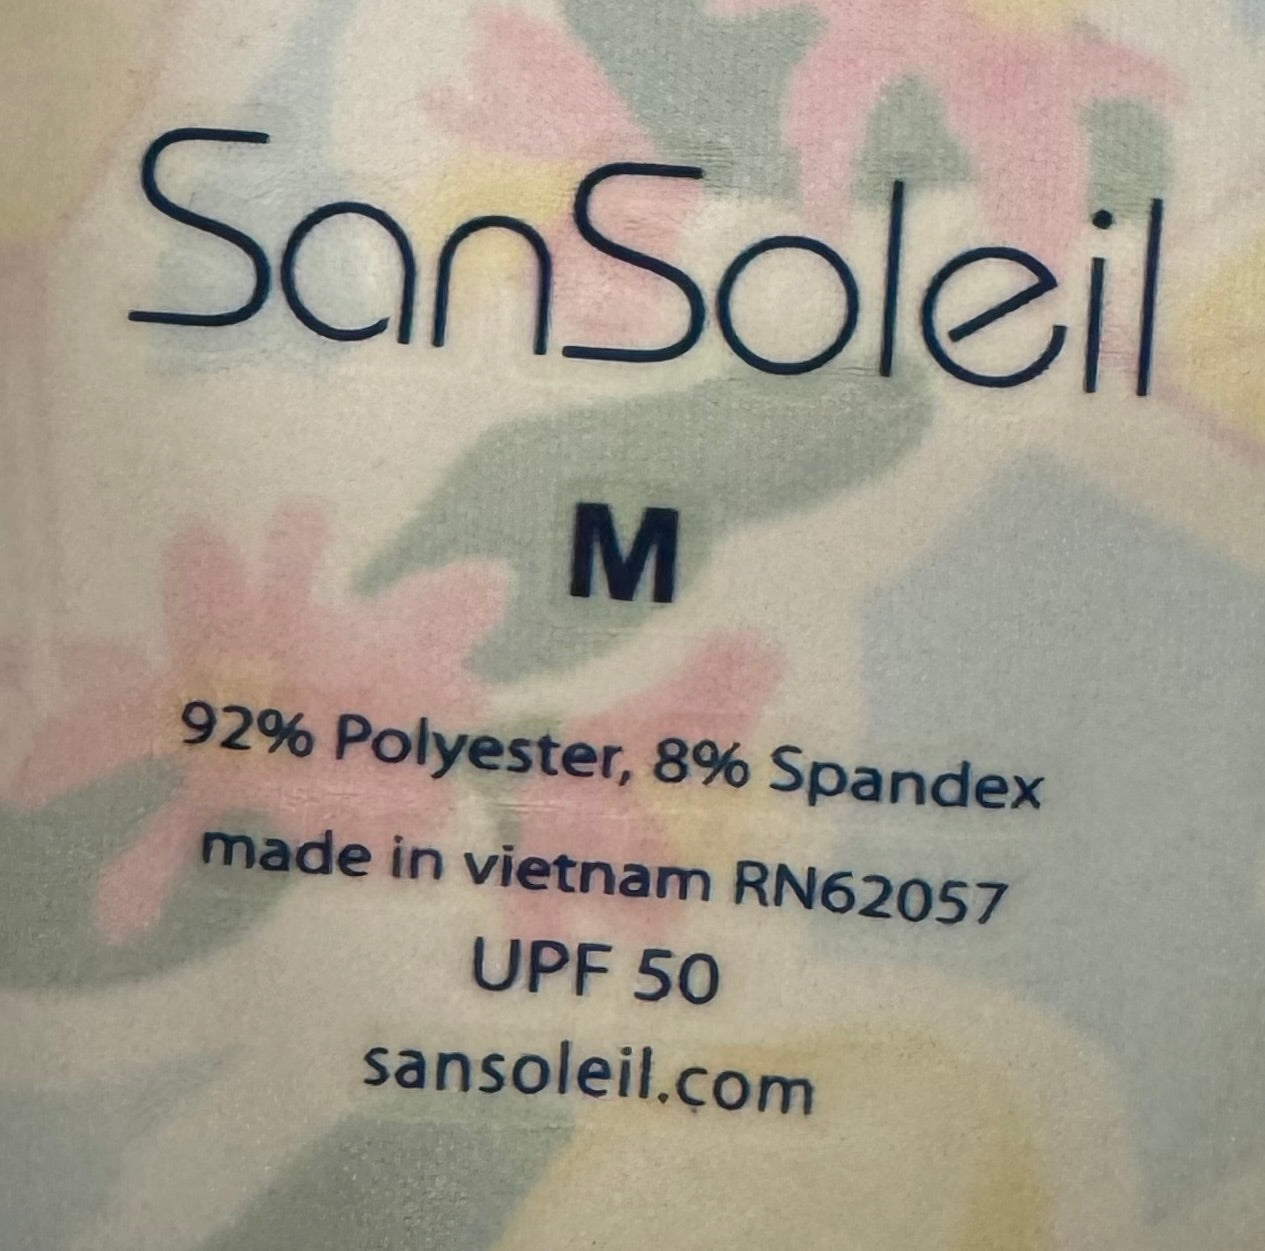 SanSoleil
M
92% Polyester, 8% Spandex
made in vietnam RN62057
UPF 50
sansoleil.com